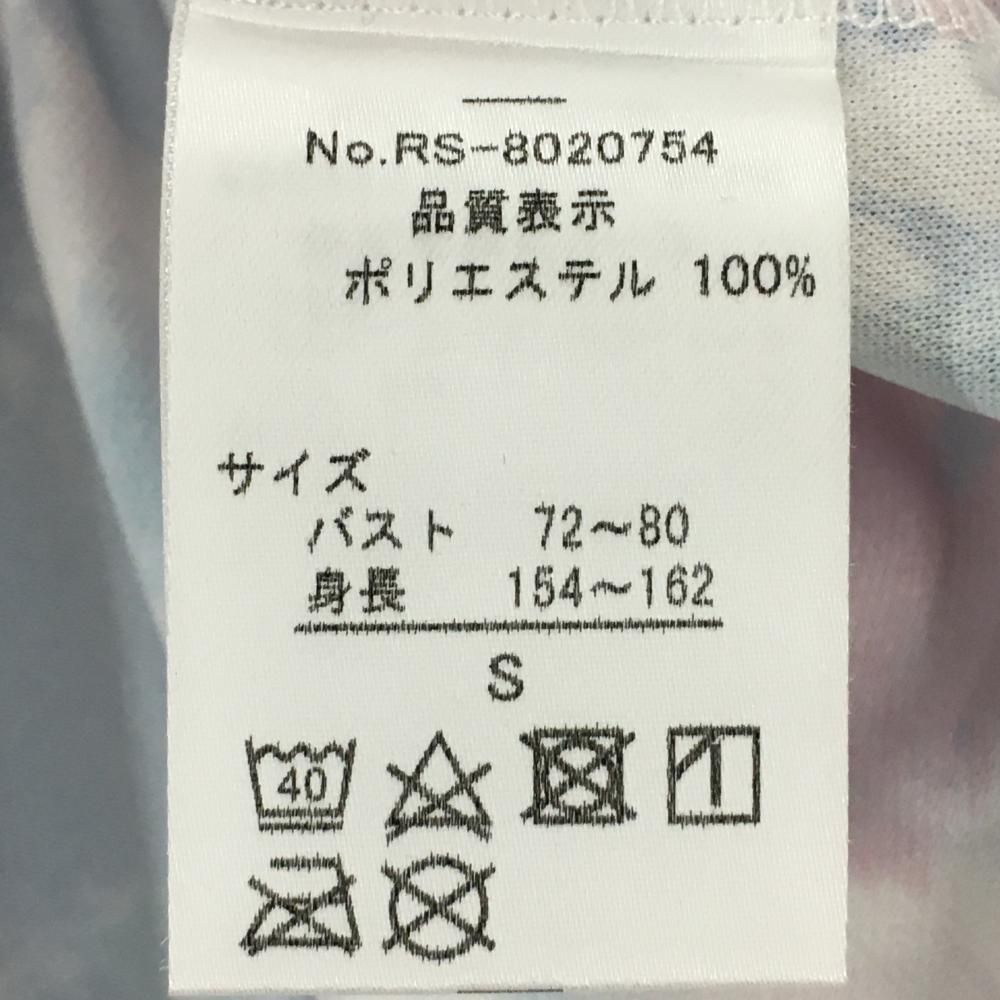 No.RS-8020754
品質表示
ポリエステル 100%
サイズ
バスト 72～80
身長 154～162
S
40